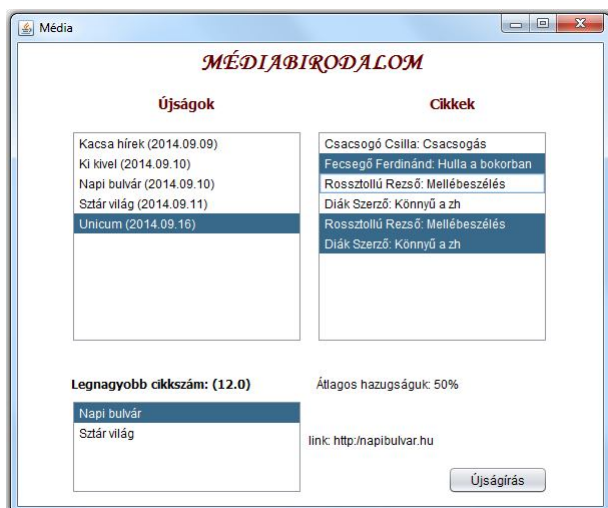 Média
MÉDIABIRODALOM
Újságok
Kacsa hírek (2014.09.09)
Ki kivel (2014.09.10)
Napi bulvár (2014.09.10)
Sztár világ (2014.09.11)
Unicum (2014.09.16)
Cikkek
Csacsogó Csilla: Csacsogás
Fecsegő Ferdinánd: Hulla a bokorban
Rossztollú Rezső: Mellébeszélés
Diák Szerző: Könnyű a zh
Rossztollú Rezső: Mellébeszélés
Diák Szerző: Könnyű a zh
Legnagyobb cikkszám: (12.0)
Napi bulvár
Sztár világ
Átlagos hazugságuk: 50%
link: http:/napibulvar.hu
Újságírás